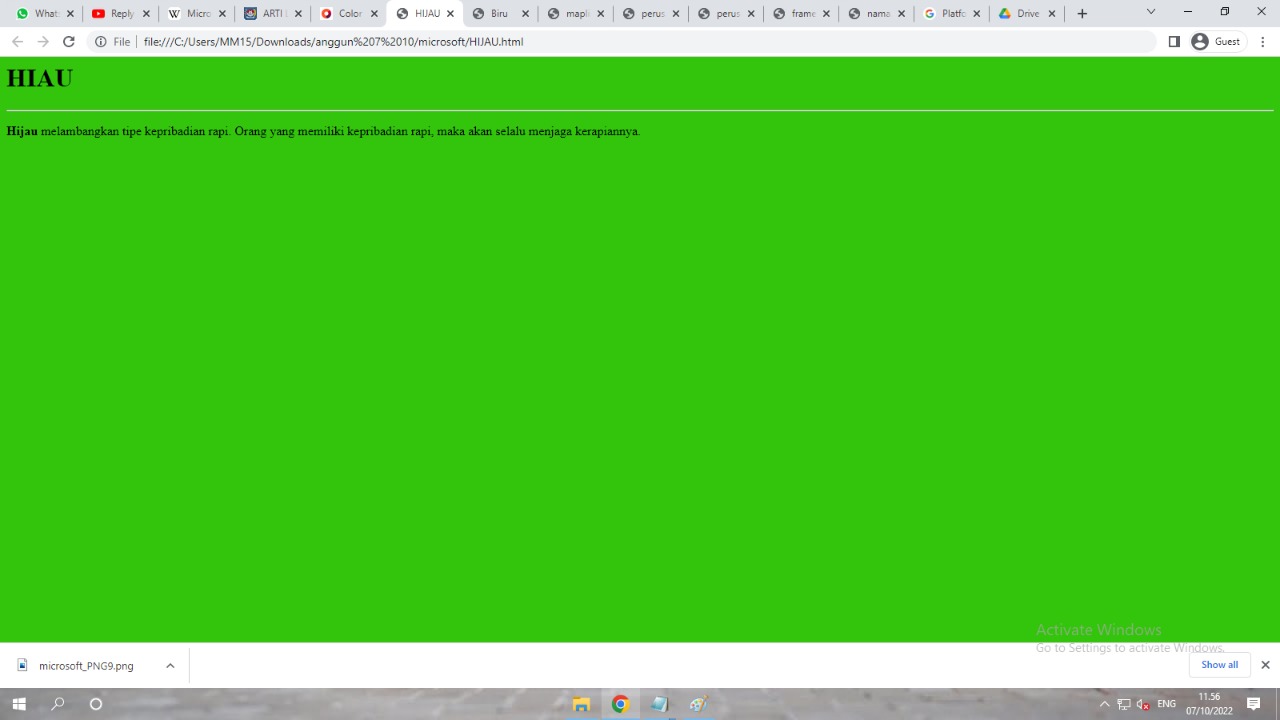 What:
Reply
Micro
ARTI L
Color
HIJAU
Biru
mapli
perus
perus
nama
Platfo
Drive
File
file:///C:/Users/MM15/Downloads/anggun%207%2010/microsoft/HIJAU.html
Guest
HIAU
Hijau melambangkan tipe kepribadian rapi. Orang yang memiliki kepribadian rapi, maka akan selalu menjaga kerapiannya.
Activate Windows
Go to Settings to activate Windows.
microsoft_PNG9.png
Show all
ENG
11.56
07/10/2022